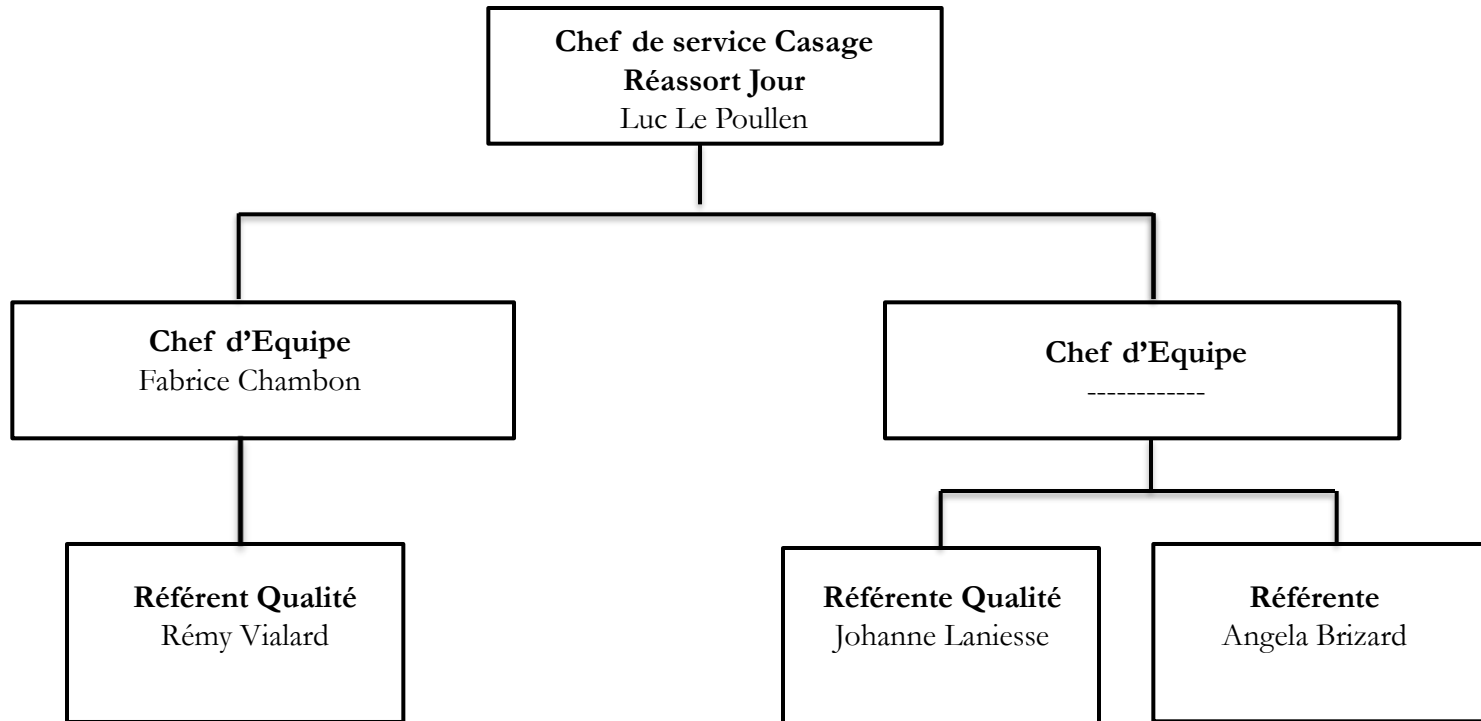 Chef de service Casage
Réassort Jour
Luc Le Poullen
Chef d’Equipe
Fabrice Chambon
Chef d’Equipe
------------
Référent Qualité
Rémy Vialard
Référente Qualité
Johanne Laniesse
Référente
Angela Brizard